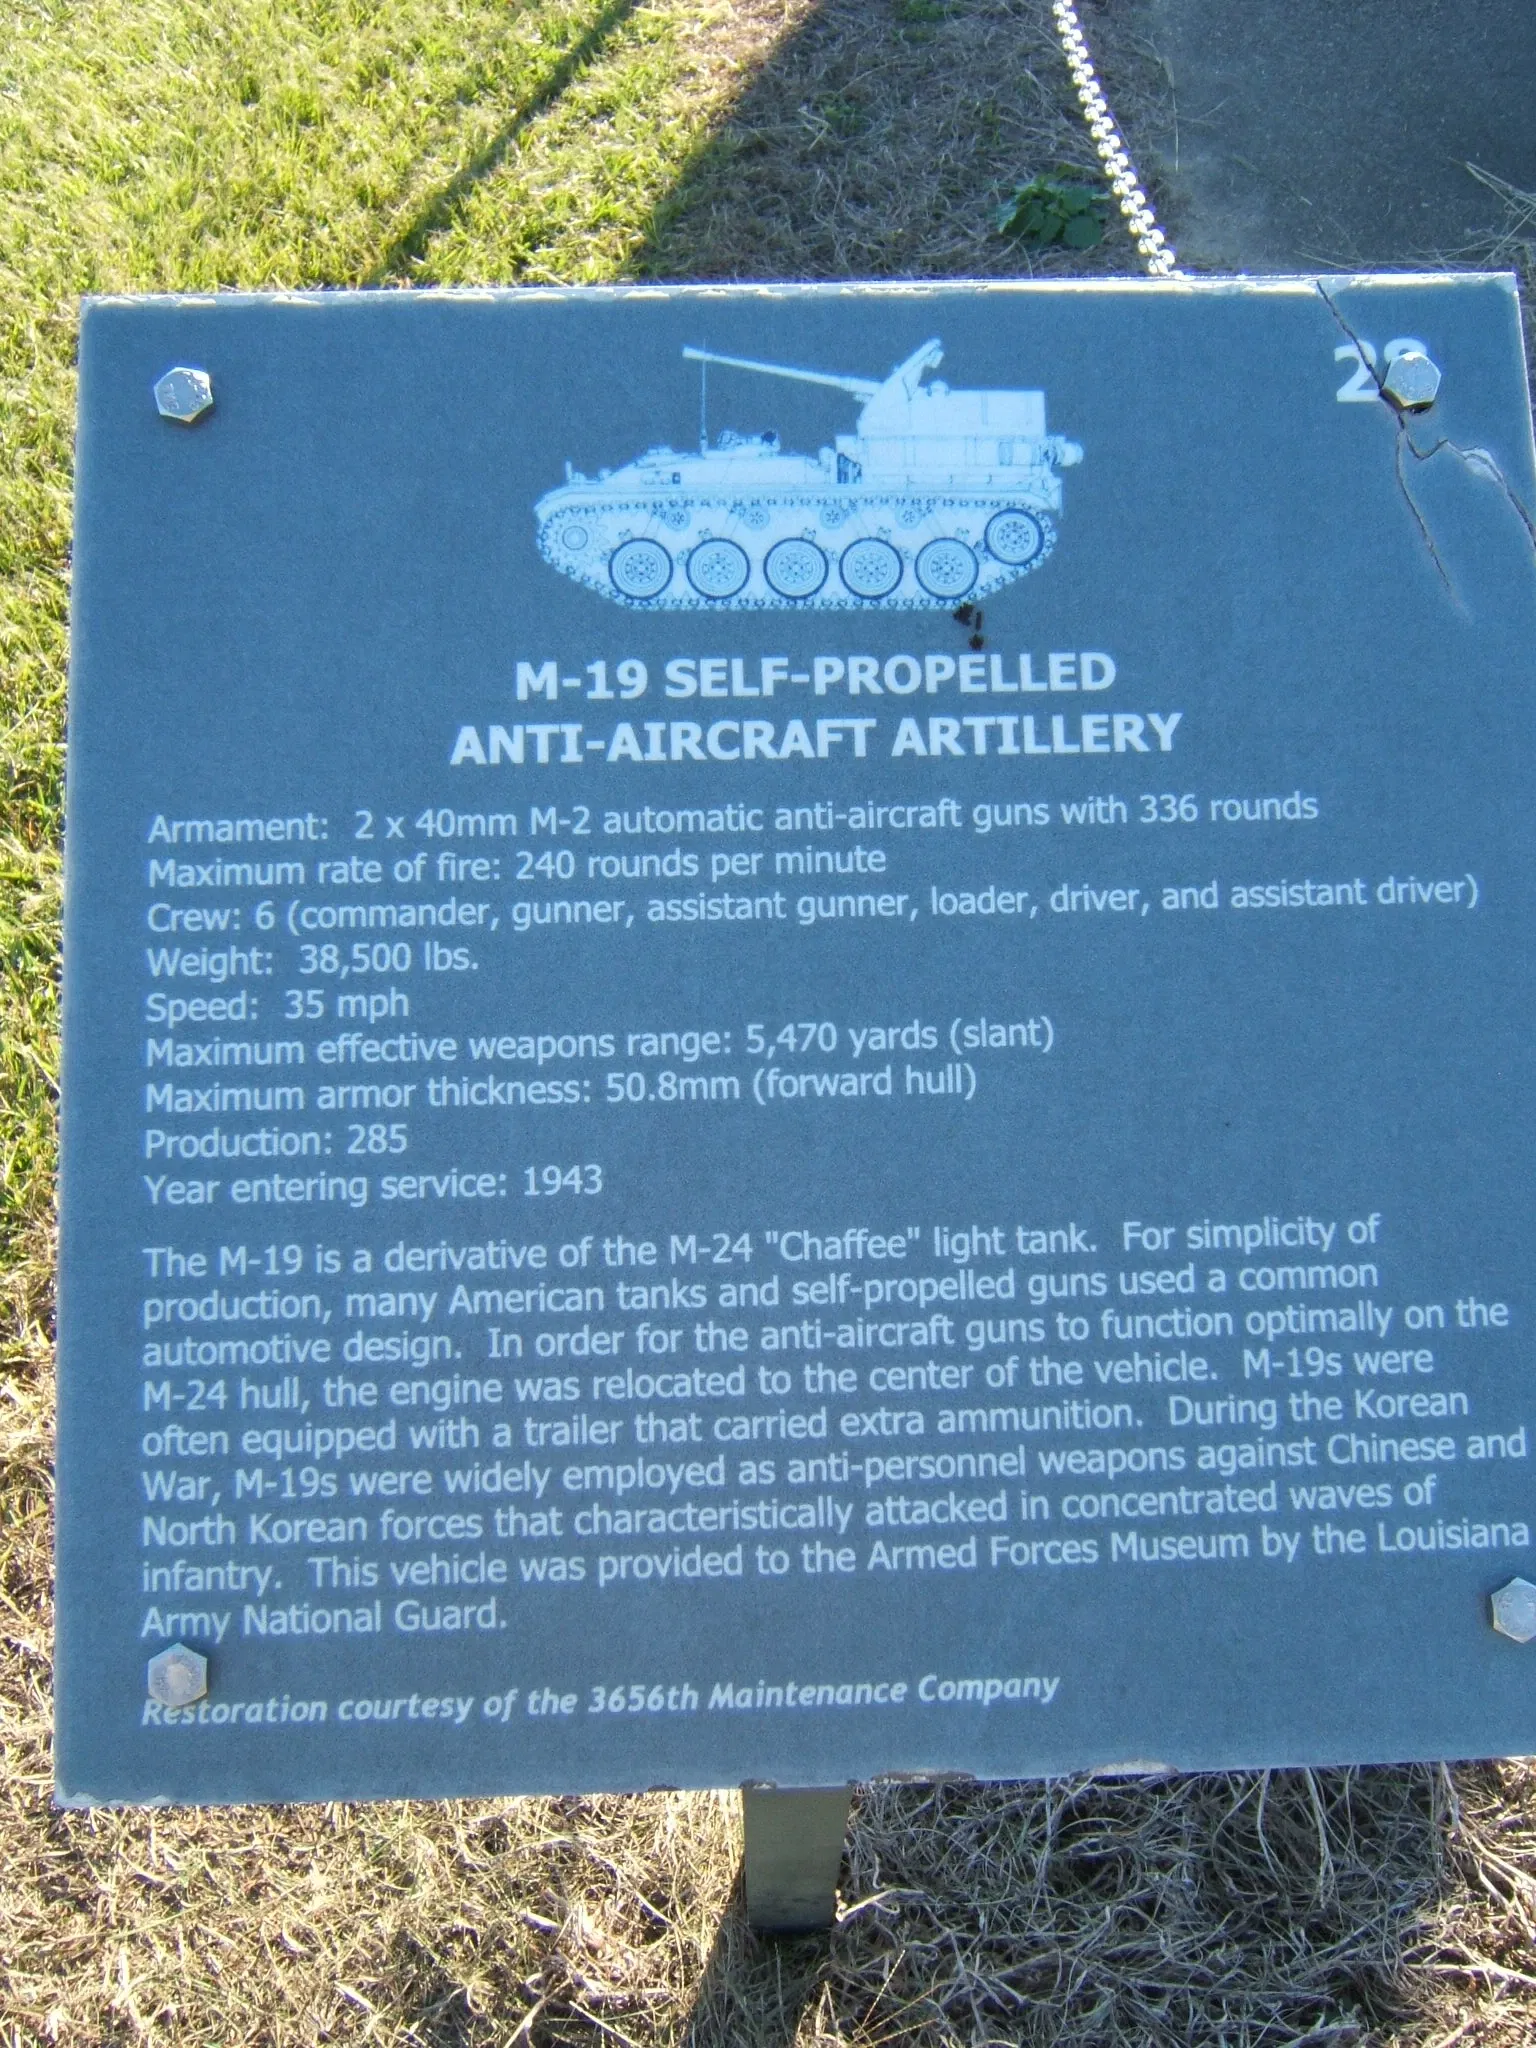 28
M-19 SELF-PROPELLED
ANTI-AIRCRAFT ARTILLERY
Armament: 2 x 40mm M-2 automatic anti-aircraft guns with 336 rounds
Maximum rate of fire: 240 rounds per minute
Crew: 6 (commander, gunner, assistant gunner, loader, driver, and assistant driver)
Weight: 38,500 lbs.
Speed: 35 mph
Maximum effective weapons range: 5,470 yards (slant)
Maximum armor thickness: 50.8mm (forward hull)
Production: 285
Year entering service: 1943
The M-19 is a derivative of the M-24 "Chaffee" light tank. For simplicity of
production, many American tanks and self-propelled guns used a common
automotive design. In order for the anti-aircraft guns to function optimally on the
M-24 hull, the engine was relocated to the center of the vehicle. M-19s were
often equipped with a trailer that carried extra ammunition. During the Korean
War, M-19s were widely employed as anti-personnel weapons against Chinese and
North Korean forces that characteristically attacked in concentrated waves of
infantry. This vehicle was provided to the Armed Forces Museum by the Louisiana
Army National Guard.
Restoration courtesy of the 3656th Maintenance Company